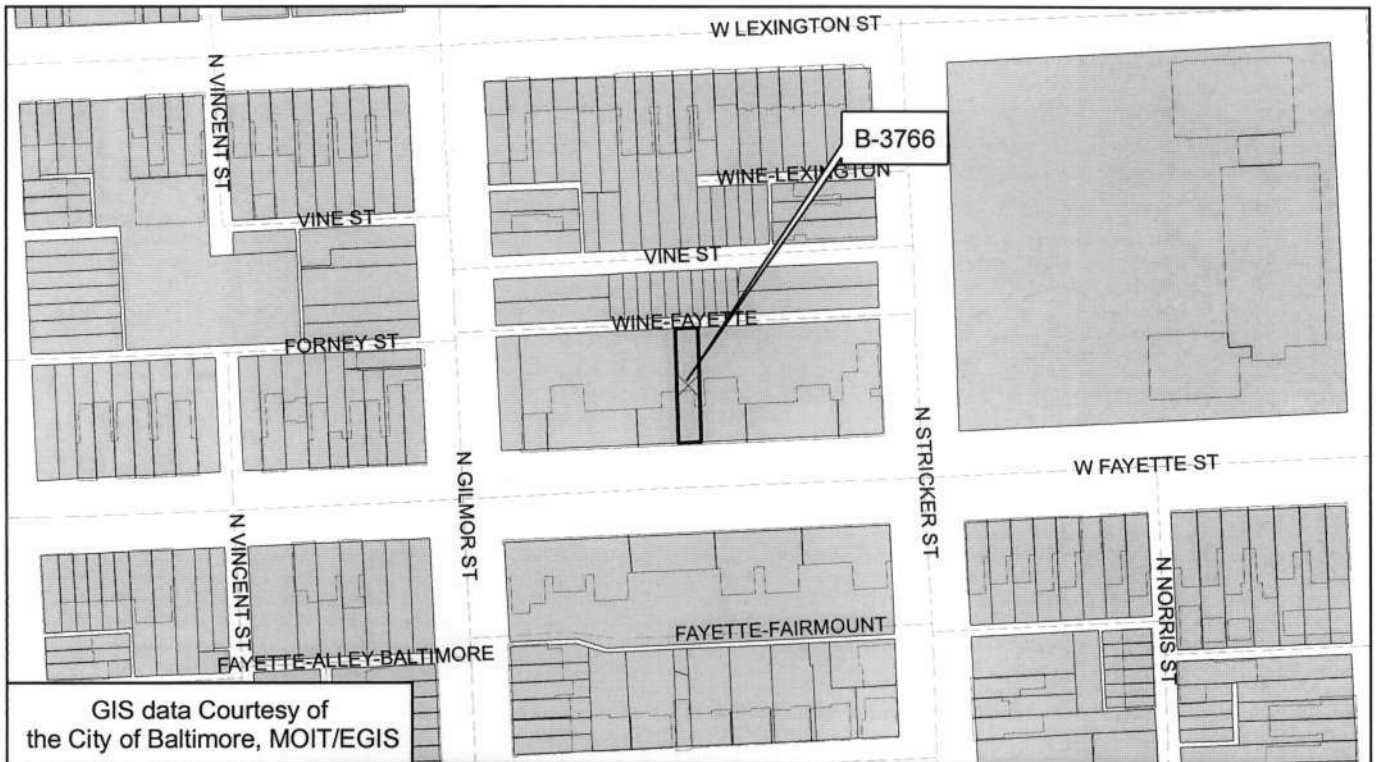 W LEXINGTON ST
N VINCENT ST
B-3766
WINE-LEXINGTON
VINE ST
VINE ST
WINE-FAYETTE
FORNEY ST
N GILMOR ST
N STRICKER ST
W FAYETTE ST
N VINCENT ST
N NORRIS ST
FAYETTE-FAIRMOUNT
FAYETTE-ALLEY-BALTIMORE
GIS data Courtesy of
the City of Baltimore, MOIT/EGIS